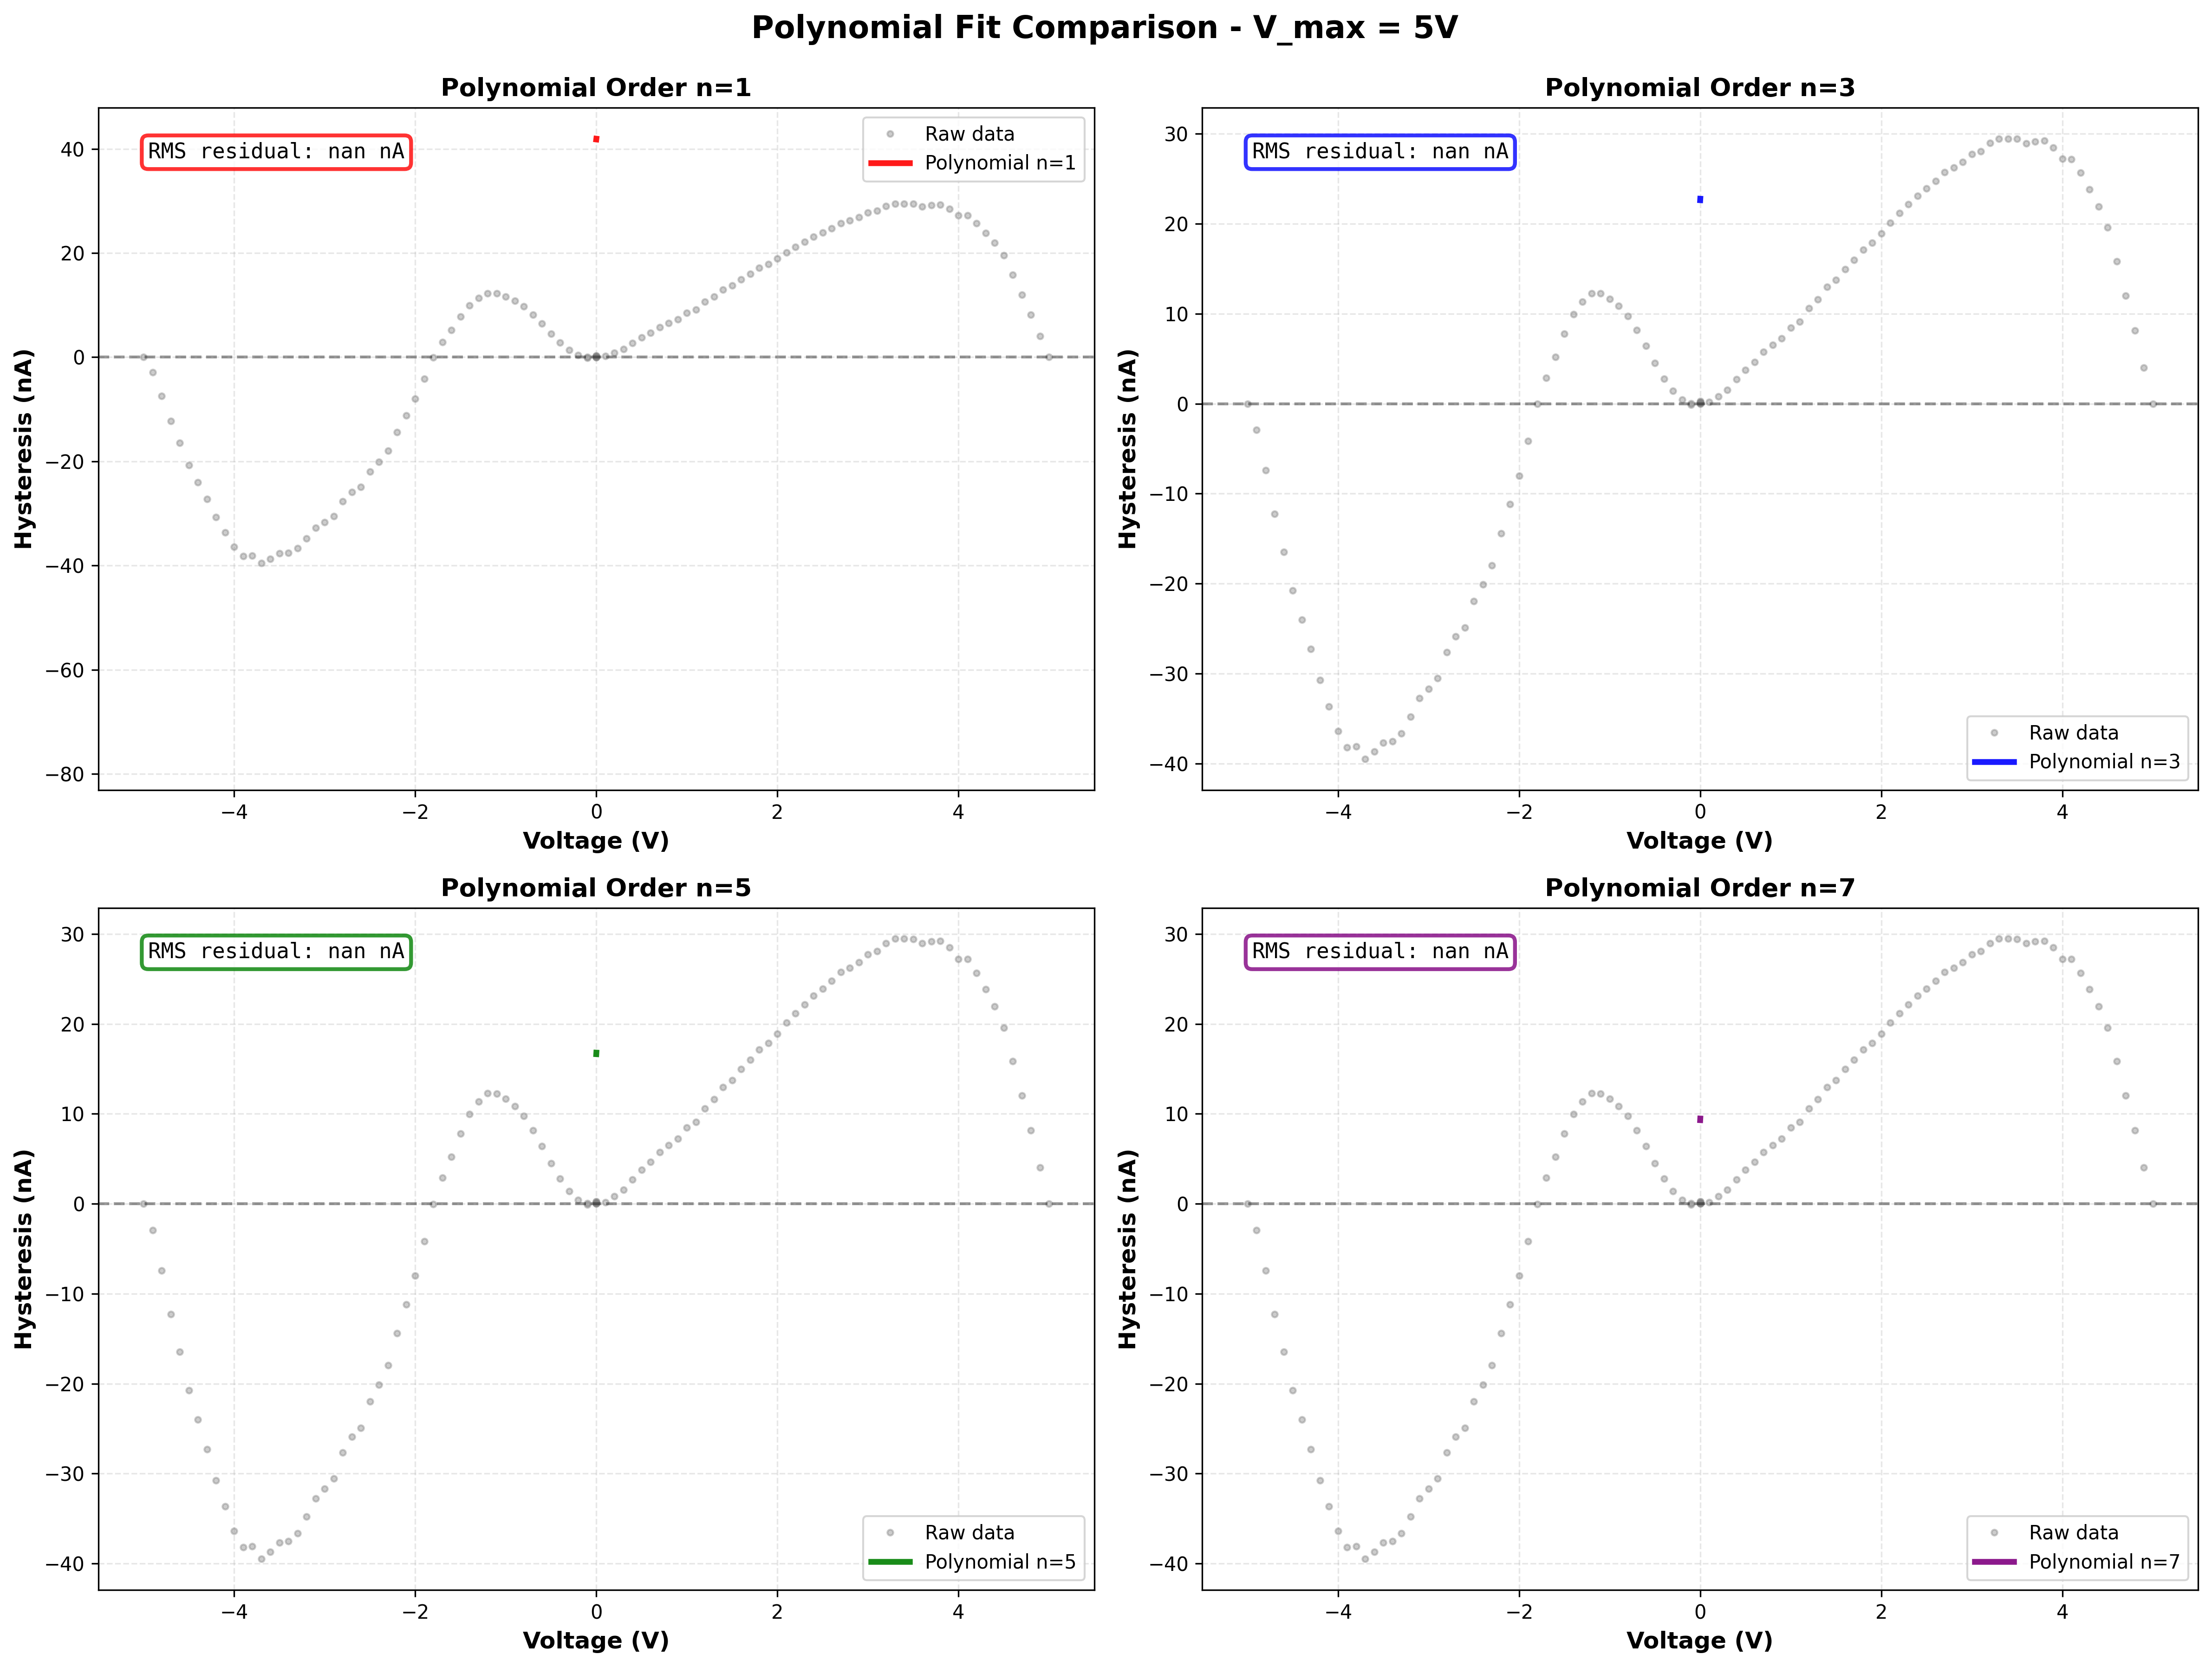 Polynomial Fit Comparison - V_max = 5V
Polynomial Order n=1
RMS residual: nan nA
Raw data
Polynomial n=1
40
20
0
−20
−40
−60
−80
Hysteresis (nA)
−4
−2
0
2
4
Voltage (V)
Polynomial Order n=3
RMS residual: nan nA
30
20
10
0
−10
−20
−30
−40
Hysteresis (nA)
Raw data
Polynomial n=3
−4
−2
0
2
4
Voltage (V)
Polynomial Order n=5
RMS residual: nan nA
30
20
10
0
−10
−20
−30
−40
Hysteresis (nA)
Raw data
Polynomial n=5
−4
−2
0
2
4
Voltage (V)
Polynomial Order n=7
RMS residual: nan nA
30
20
10
0
−10
−20
−30
−40
Hysteresis (nA)
Raw data
Polynomial n=7
−4
−2
0
2
4
Voltage (V)